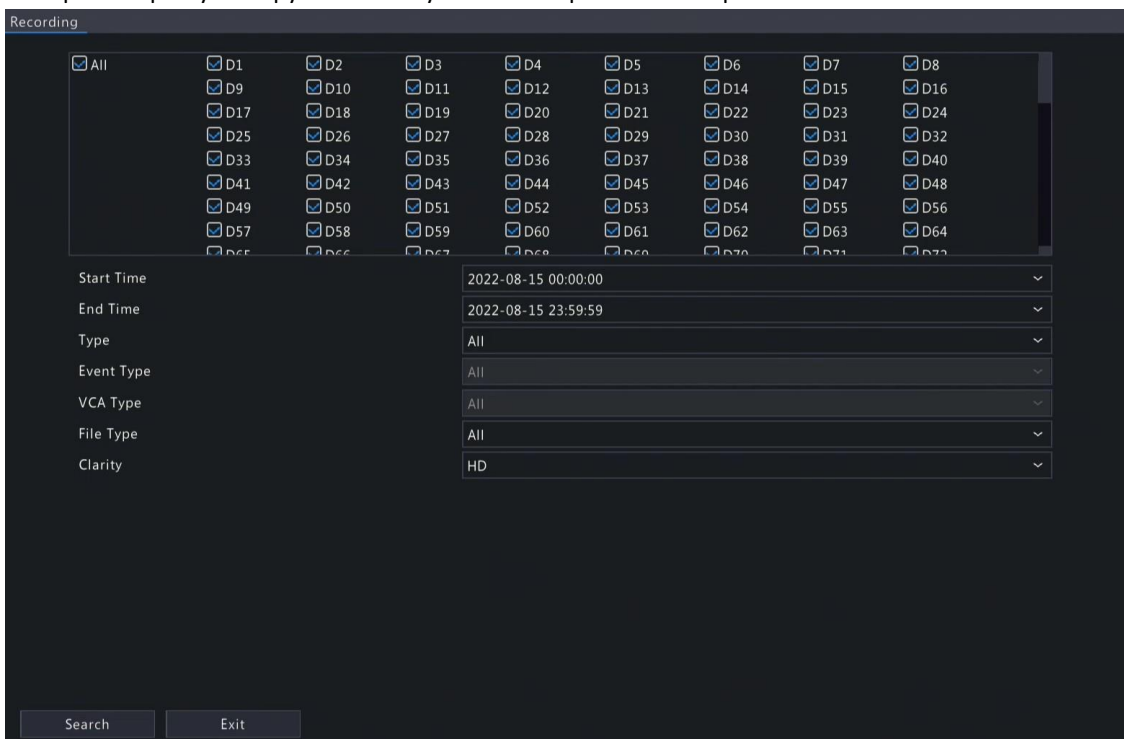 Recording
All D1 D2 D3 D4 D5 D6 D7 D8
D9 D10 D11 D12 D13 D14 D15 D16
D17 D18 D19 D20 D21 D22 D23 D24
D25 D26 D27 D28 D29 D30 D31 D32
D33 D34 D35 D36 D37 D38 D39 D40
D41 D42 D43 D44 D45 D46 D47 D48
D49 D50 D51 D52 D53 D54 D55 D56
D57 D58 D59 D60 D61 D62 D63 D64
Start Time 2022-08-15 00:00:00
End Time 2022-08-15 23:59:59
Type All
Event Type All
VCA Type All
File Type All
Clarity HD
Search Exit